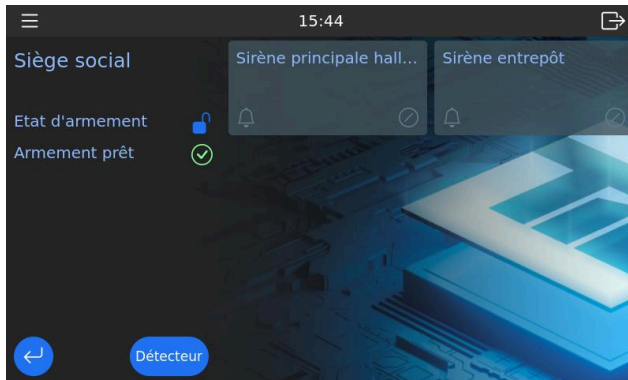 15:44
Siège social
Sirène principale hall...
Sirène entrepôt
Etat d'armement
Armement prêt
Détecteur